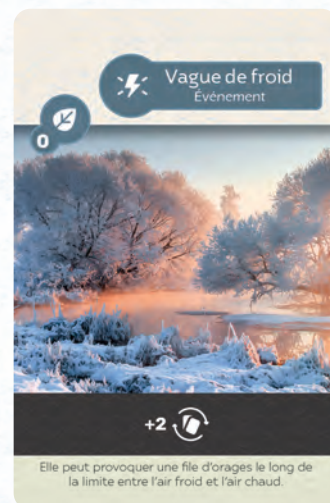 Vague de froid
Événement
0
+2
Elle peut provoquer une file d'orages le long de
la limite entre l'air froid et l'air chaud.